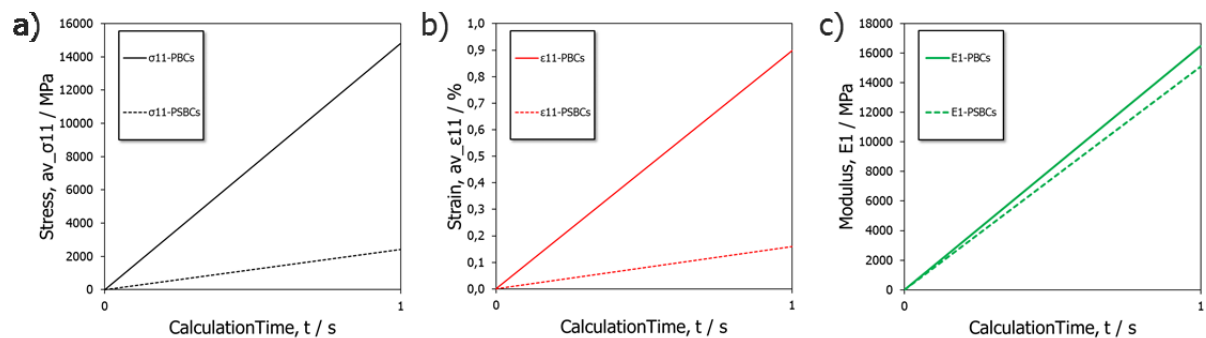 a)
Stress, av_σ11 / MPa
16000
14000
12000
10000
8000
6000
4000
2000
0
σ11-PBCs
σ11-PSBCs
0
1
CalculationTime, t / s
b)
Strain, av_ε11 / %
1,0
0,9
0,8
0,7
0,6
0,5
0,4
0,3
0,2
0,1
0,0
ε11-PBCs
ε11-PSBCs
0
1
CalculationTime, t / s
c)
Modulus, E1 / MPa
18000
16000
14000
12000
10000
8000
6000
4000
2000
0
E1-PBCs
E1-PSBCs
0
1
CalculationTime, t / s